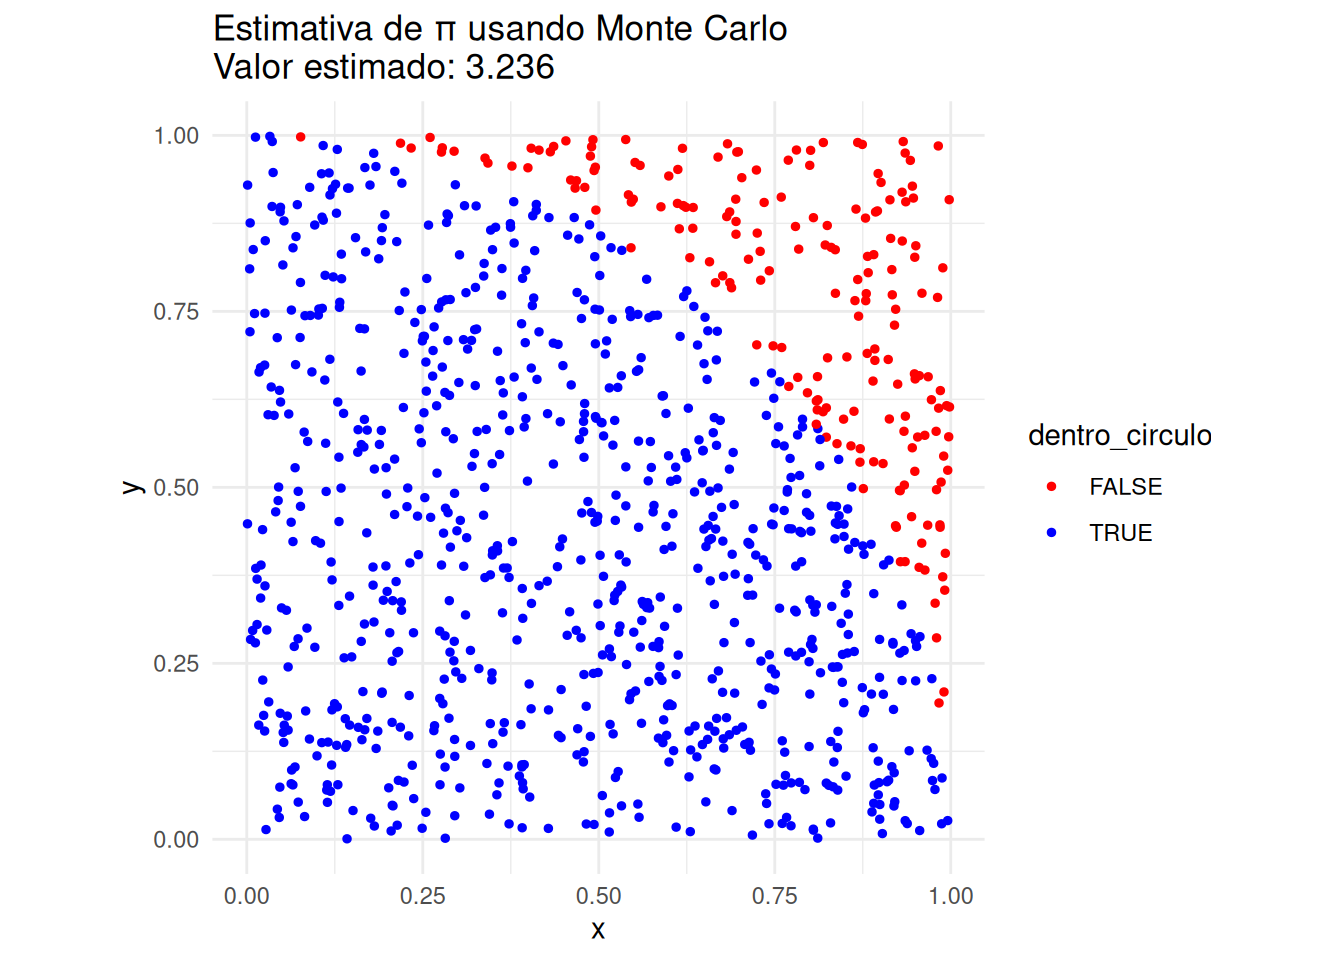 Estimativa de π usando Monte Carlo
Valor estimado: 3.236
1.00
0.75
0.50
0.25
0.00
y
0.00 0.25 0.50 0.75 1.00
x
dentro_circulo
FALSE
TRUE